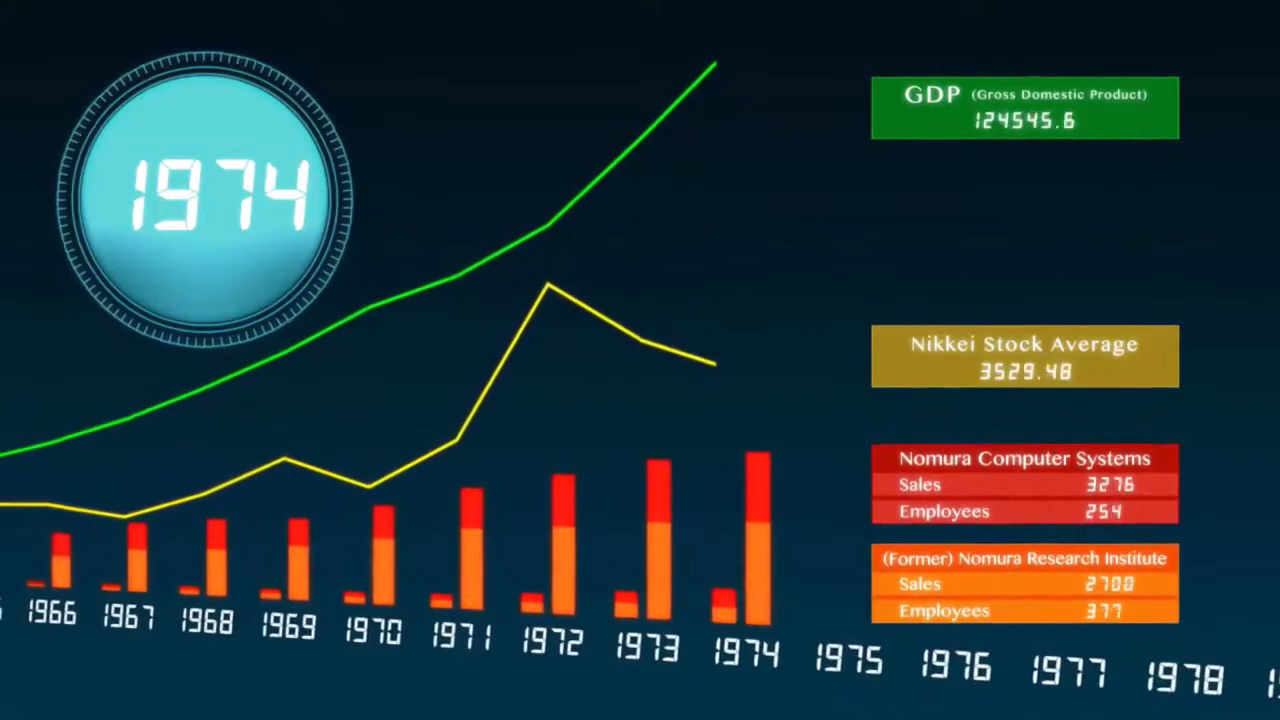 1974
GDP (Gross Domestic Product)
124545.6
Nikkei Stock Average
3529.48
Nomura Computer Systems
Sales 3276
Employees 254
(Former) Nomura Research Institute
Sales 2700
Employees 377
1966 1967 1968 1969 1970 1971 1972 1973 1974 1975 1976 1977 1978